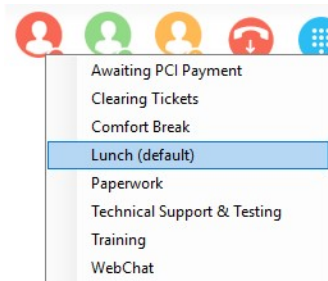 Awaiting PCI Payment
Clearing Tickets
Comfort Break
Lunch (default)
Paperwork
Technical Support & Testing
Training
WebChat